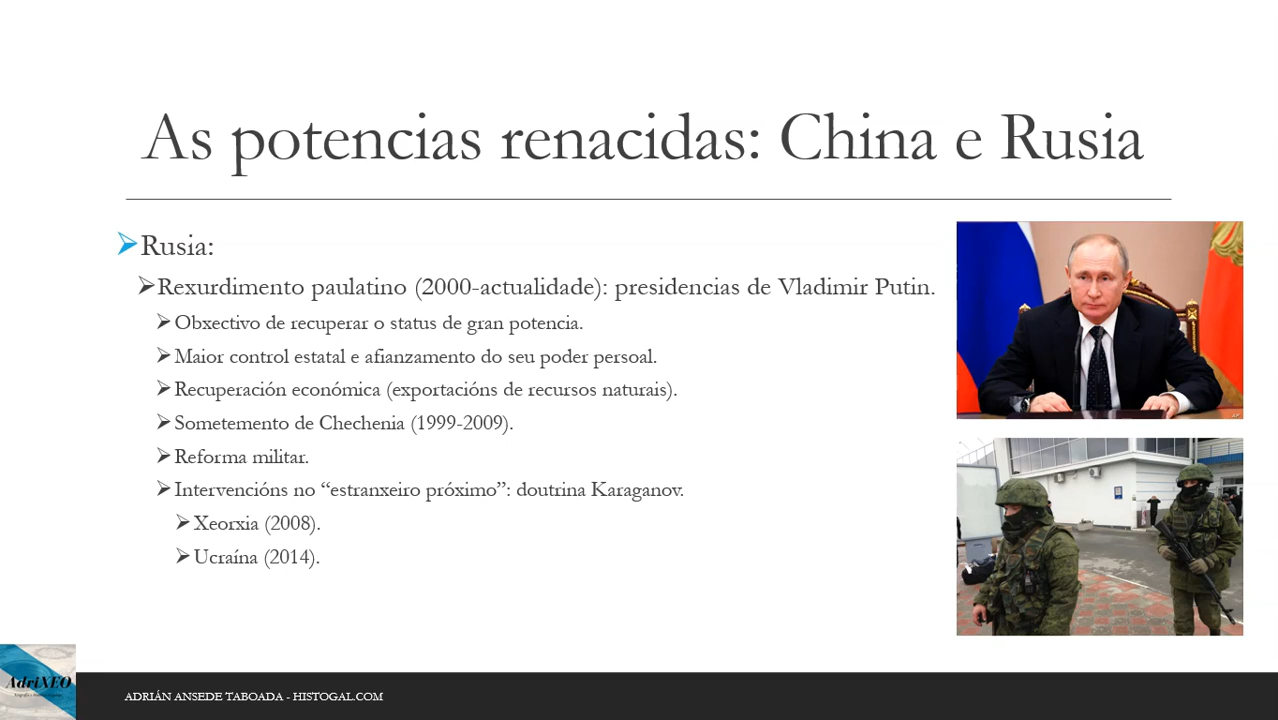 As potencias renacidas: China e Rusia
Rusia:
Rexurdimento paulatino (2000-actualidade): presidencias de Vladimir Putin.
Obxectivo de recuperar o status de gran potencia.
Maior control estatal e afianzamento do seu poder persoal.
Recuperación económica (exportacións de recursos naturais).
Sometemento de Chechenia (1999-2009).
Reforma militar.
Intervencións no “estranxeiro próximo”: doutrina Karaganov.
Xeorxia (2008).
Ucraína (2014).
AdriXEO
ADRIÁN ANSEDE TABOADA - HISTOGAL.COM